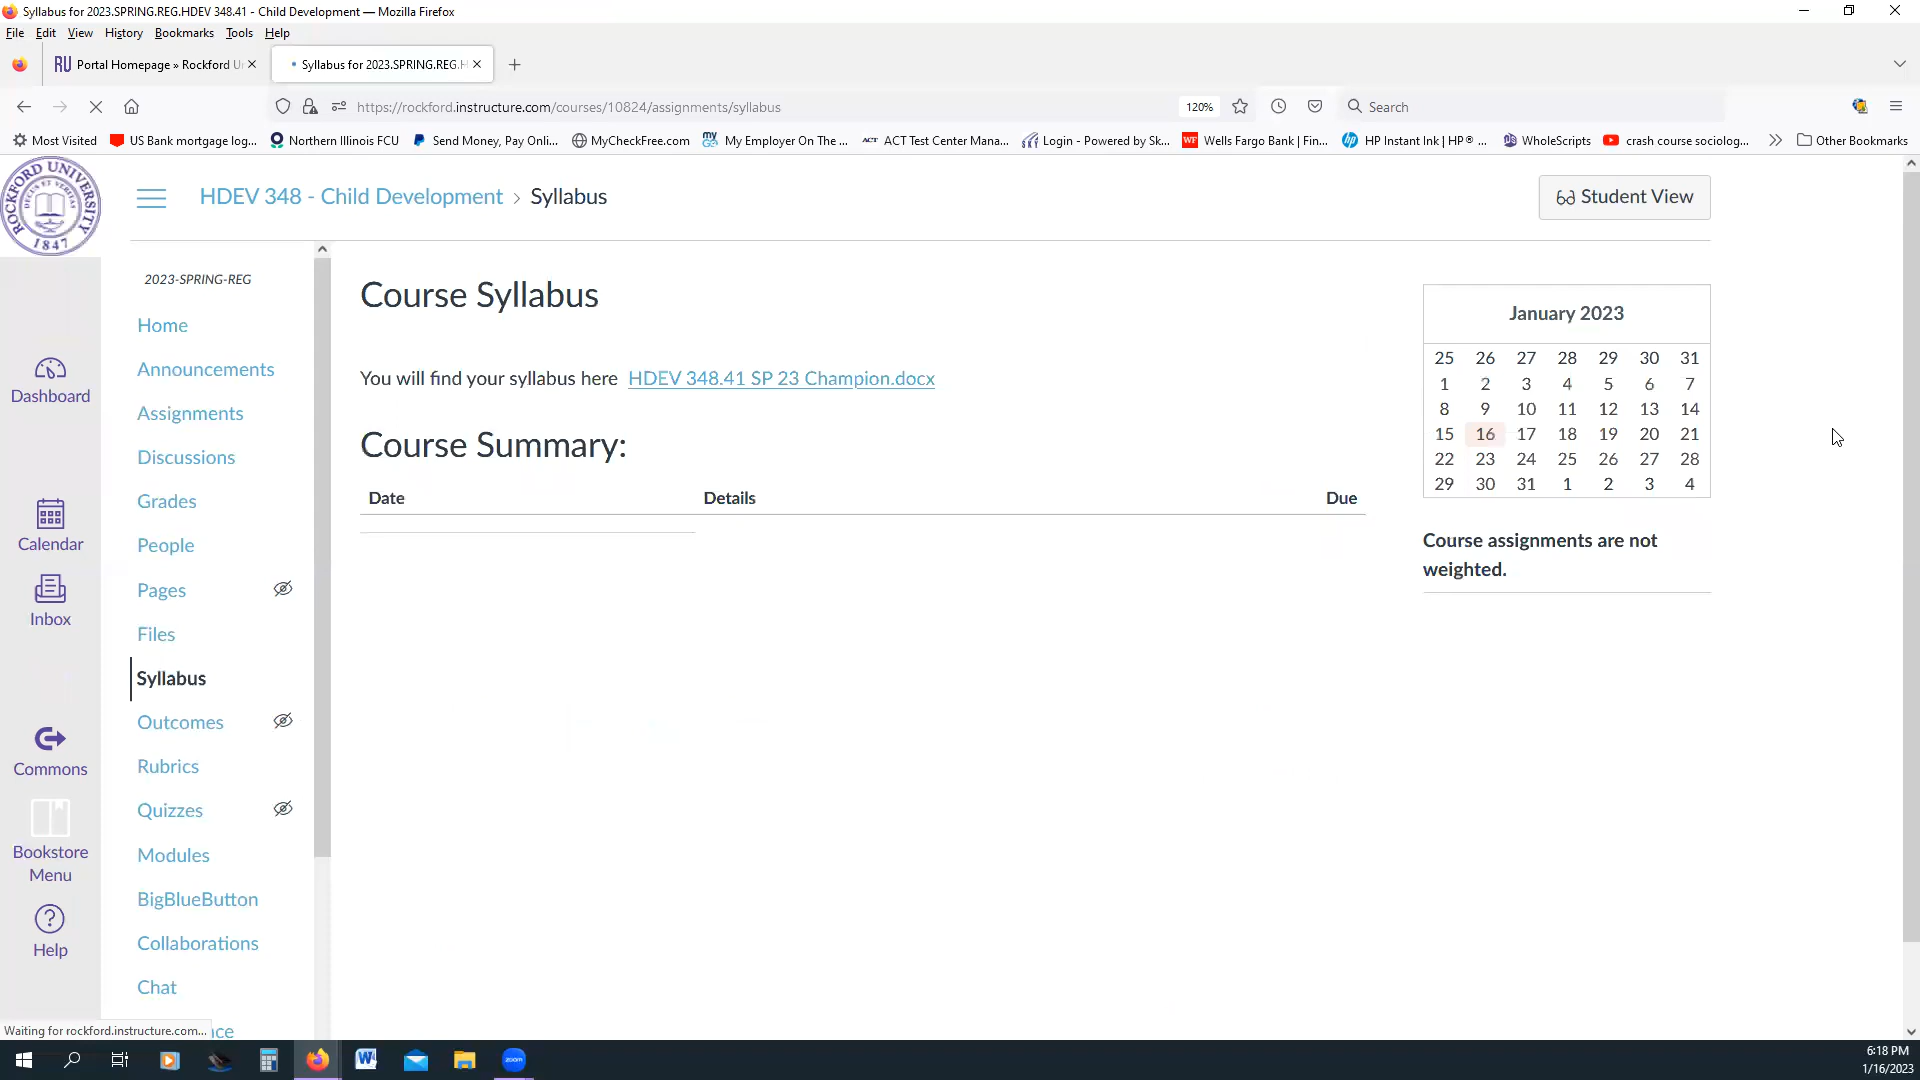 Syllabus for 2023.SPRING.REG.HDEV 348.41 - Child Development — Mozilla Firefox
File Edit View History Bookmarks Tools Help
RU Portal Homepage » Rockford U
Syllabus for 2023.SPRING.REG.H
https://rockford.instructure.com/courses/10824/assignments/syllabus
120%
Search
Most Visited
US Bank mortgage log...
Northern Illinois FCU
Send Money, Pay Onli...
MyCheckFree.com
my
My Employer On The ...
ACT
ACT Test Center Mana...
Login - Powered by Sk...
WF
Wells Fargo Bank | Fin...
hp
HP Instant Ink | HP® ...
WholeScripts
crash course sociolog...
Other Bookmarks
ROCKFORD UNIVERSITY
1847
HDEV 348 - Child Development › Syllabus
Student View
2023-SPRING-REG
Home
Announcements
Assignments
Discussions
Grades
People
Pages
Files
Syllabus
Outcomes
Rubrics
Quizzes
Modules
BigBlueButton
Collaborations
Chat
Dashboard
Calendar
Inbox
Commons
Bookstore
Menu
Help
Course Syllabus
You will find your syllabus here HDEV 348.41 SP 23 Champion.docx
Course Summary:
Date Details Due
January 2023
25 26 27 28 29 30 31
1 2 3 4 5 6 7
8 9 10 11 12 13 14
15 16 17 18 19 20 21
22 23 24 25 26 27 28
29 30 31 1 2 3 4
Course assignments are not
weighted.
Waiting for rockford.instructure.com...
W
zoom
6:18 PM
1/16/2023